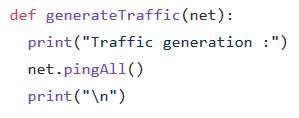 def generateTraffic(net):
  print("Traffic generation :")
  net.pingAll()
  print("\n")